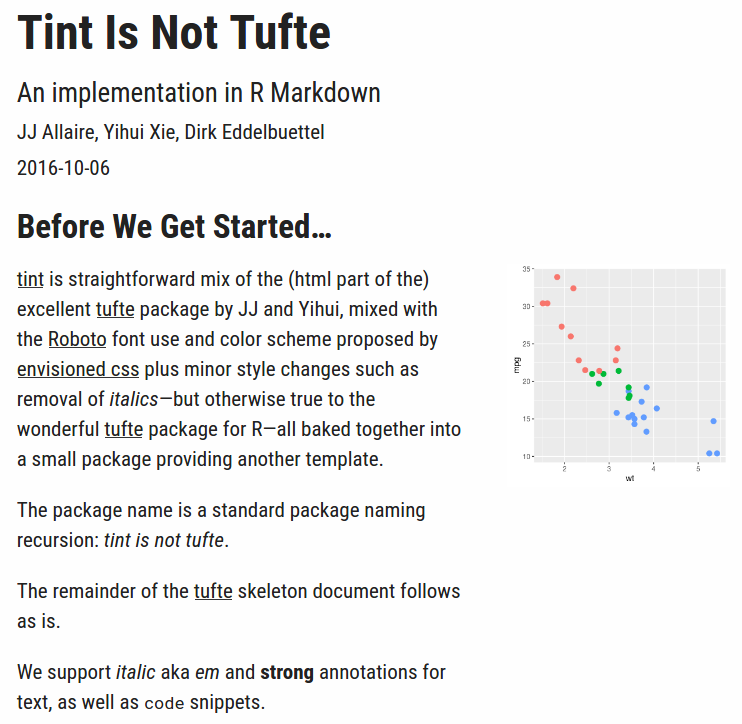 Tint Is Not Tufte
An implementation in R Markdown
JJ Allaire, Yihui Xie, Dirk Eddelbuettel
2016-10-06
Before We Get Started…
tint is straightforward mix of the (html part of the)
excellent tufte package by JJ and Yihui, mixed with
the Roboto font use and color scheme proposed by
envisioned css plus minor style changes such as
removal of italics—but otherwise true to the
wonderful tufte package for R—all baked together into
a small package providing another template.
The package name is a standard package naming
recursion: tint is not tufte.
The remainder of the tufte skeleton document follows
as is.
We support italic aka em and strong annotations for
text, as well as code snippets.
35
30
25
20
15
10
mpg
2 3 4 5
wt